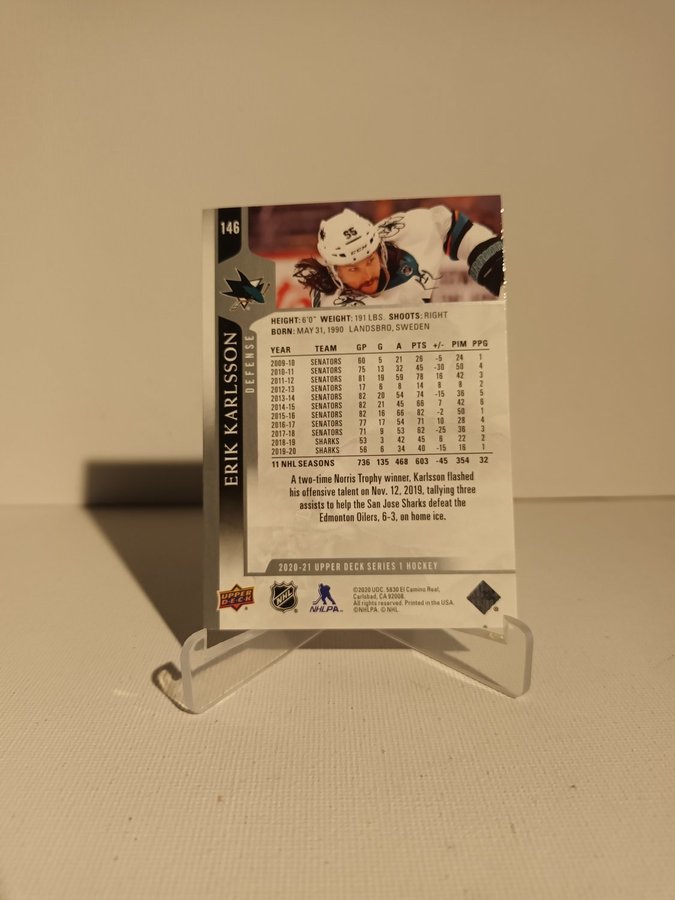 146
65
CCM
ERIK KARLSSON
DEFENSE
HEIGHT: 6'0" WEIGHT: 191 LBS. SHOOTS: RIGHT
BORN: MAY 31, 1990 LANDSBRO, SWEDEN
YEAR TEAM GP G A PTS +/- PIM PPG
2009-10 SENATORS 60 5 21 26 -5 24 1
2010-11 SENATORS 75 13 32 45 -30 50 4
2011-12 SENATORS 81 19 59 78 16 42 3
2012-13 SENATORS 17 6 8 14 8 8 2
2013-14 SENATORS 82 20 54 74 -15 36 5
2014-15 SENATORS 82 21 45 66 7 42 6
2015-16 SENATORS 82 16 66 82 -2 50 1
2016-17 SENATORS 77 17 54 71 10 28 4
2017-18 SENATORS 71 9 53 62 -25 36 3
2018-19 SHARKS 53 3 42 45 6 22 2
2019-20 SHARKS 56 6 34 40 -15 16 1
11 NHL SEASONS 736 135 468 603 -45 354 32
A two-time Norris Trophy winner, Karlsson flashed
his offensive talent on Nov. 12, 2019, tallying three
assists to help the San Jose Sharks defeat the
Edmonton Oilers, 6-3, on home ice.
2020-21 UPPER DECK SERIES 1 HOCKEY
UPPER
DECK
NHL
NHLPA
©2020 UDC. 5830 El Camino Real,
Carlsbad, CA 92008.
All rights reserved. Printed in the USA.
©NHLPA. © NHL